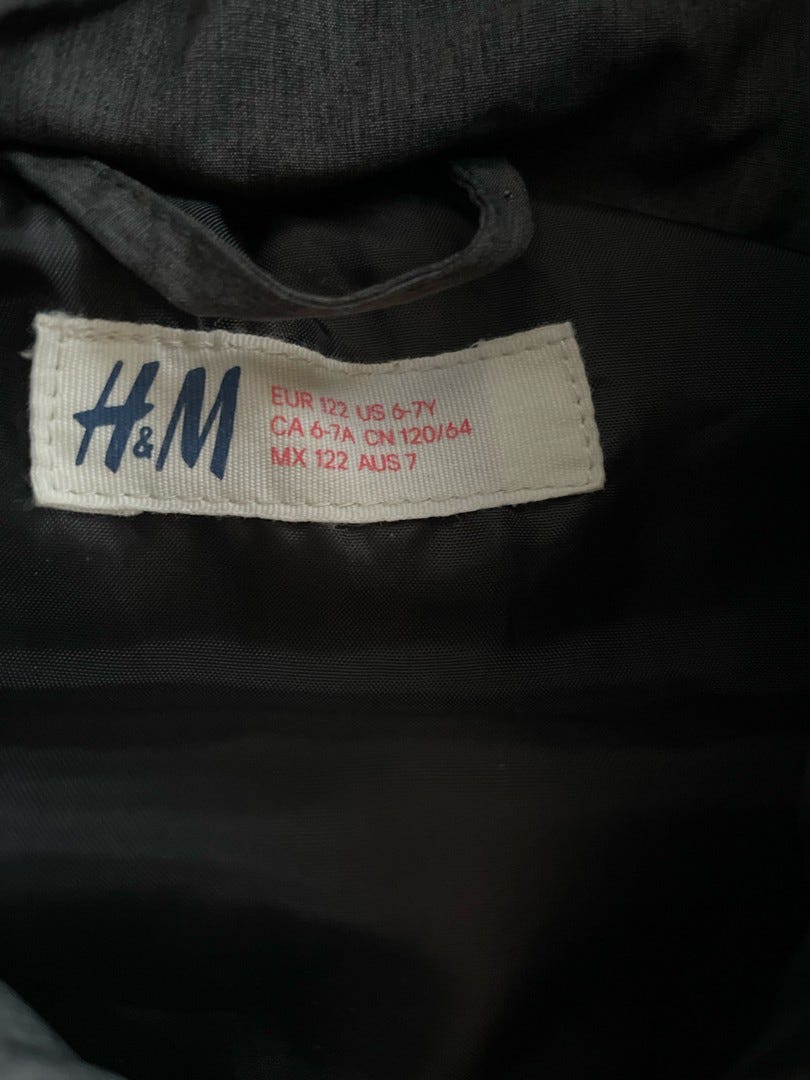 H&M
EUR 122 US 6-7Y
CA 6-7A CN 120/64
MX 122 AUS 7